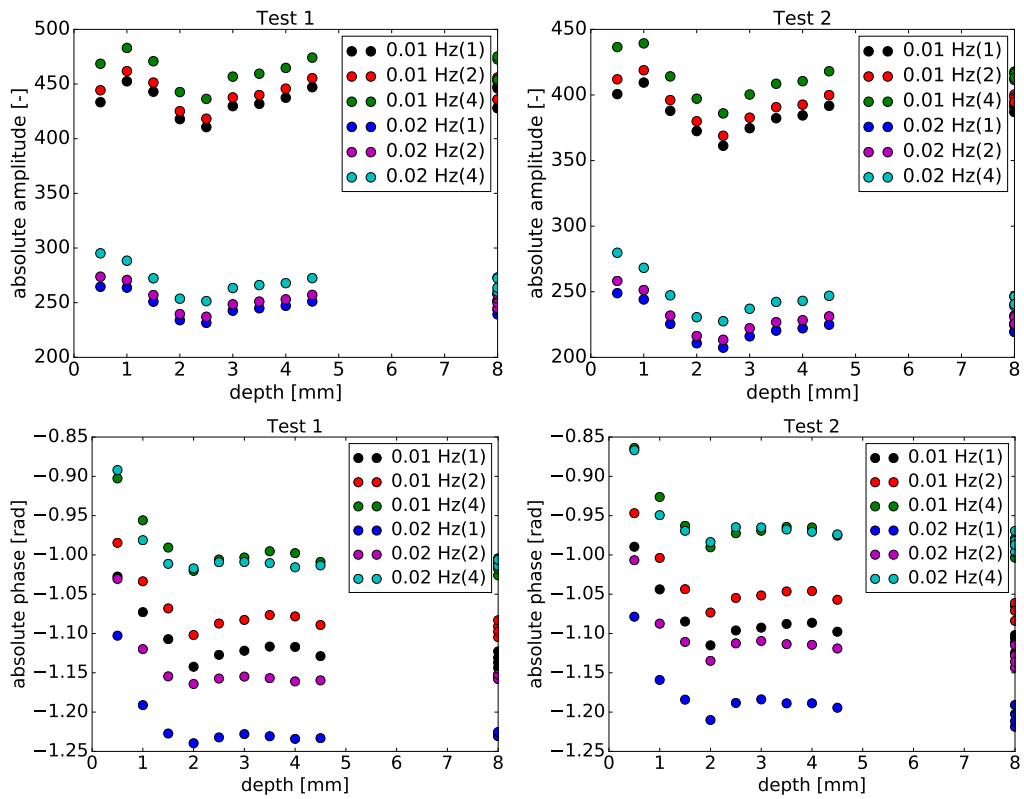 Test 1
absolute amplitude [-]
500
450
400
350
300
250
200
0 1 2 3 4 5 6 7 8
depth [mm]
0.01 Hz(1)
0.01 Hz(2)
0.01 Hz(4)
0.02 Hz(1)
0.02 Hz(2)
0.02 Hz(4)
Test 2
absolute amplitude [-]
450
400
350
300
250
200
0 1 2 3 4 5 6 7 8
depth [mm]
0.01 Hz(1)
0.01 Hz(2)
0.01 Hz(4)
0.02 Hz(1)
0.02 Hz(2)
0.02 Hz(4)
Test 1
absolute phase [rad]
−0.85
−0.90
−0.95
−1.00
−1.05
−1.10
−1.15
−1.20
−1.25
0 1 2 3 4 5 6 7 8
depth [mm]
0.01 Hz(1)
0.01 Hz(2)
0.01 Hz(4)
0.02 Hz(1)
0.02 Hz(2)
0.02 Hz(4)
Test 2
absolute phase [rad]
−0.85
−0.90
−0.95
−1.00
−1.05
−1.10
−1.15
−1.20
−1.25
0 1 2 3 4 5 6 7 8
depth [mm]
0.01 Hz(1)
0.01 Hz(2)
0.01 Hz(4)
0.02 Hz(1)
0.02 Hz(2)
0.02 Hz(4)